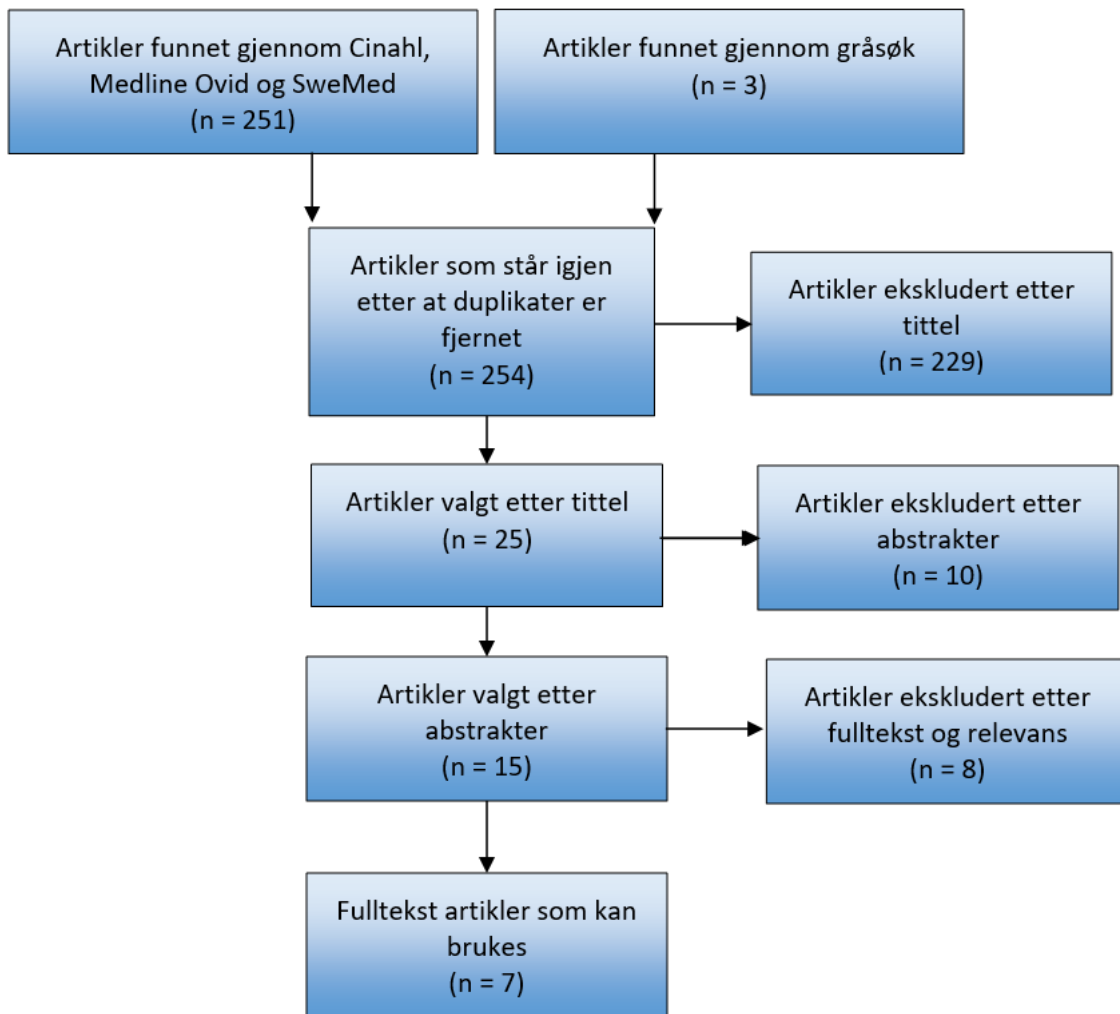 Artikler funnet gjennom Cinahl,
Medline Ovid og SweMed
(n = 251)
Artikler funnet gjennom gråsøk
(n = 3)
Artikler som står igjen
etter at duplikater er
fjernet
(n = 254)
Artikler ekskludert etter
tittel
(n = 229)
Artikler valgt etter tittel
(n = 25)
Artikler ekskludert etter
abstrakter
(n = 10)
Artikler valgt etter
abstrakter
(n = 15)
Artikler ekskludert etter
fulltekst og relevans
(n = 8)
Fulltekst artikler som kan
brukes
(n = 7)